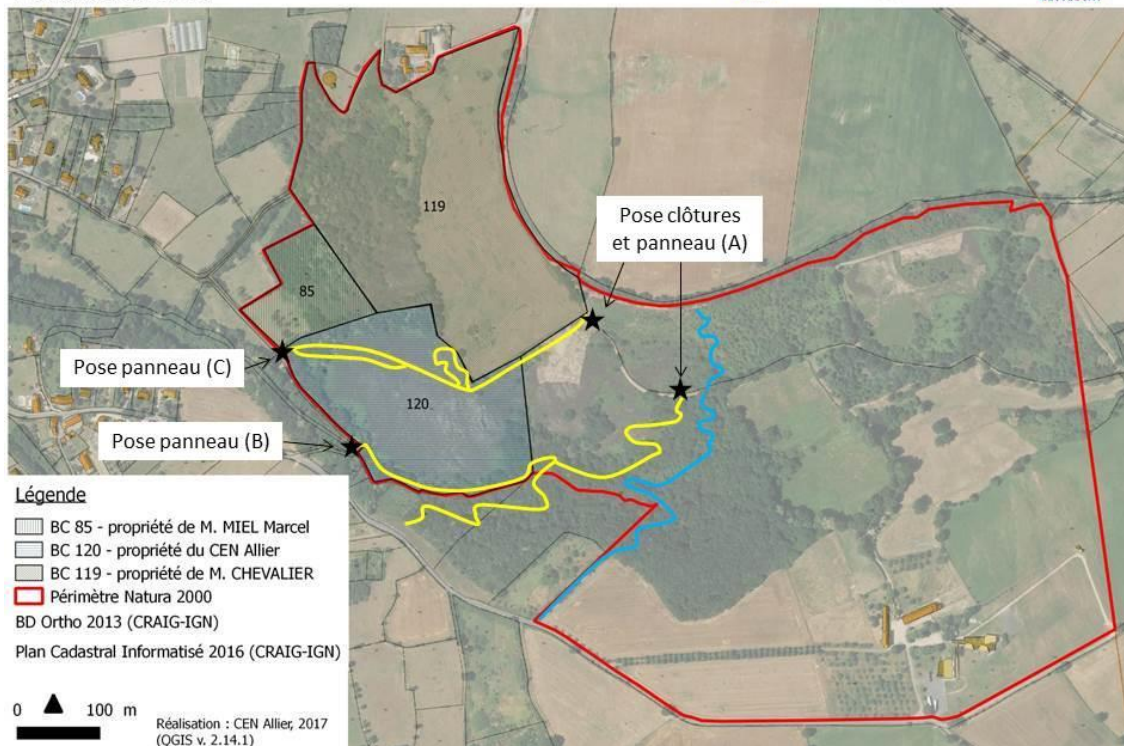 119
Pose clôtures
et panneau (A)
85
Pose panneau (C)
120
Pose panneau (B)
Légende
BC 85 - propriété de M. MIEL Marcel
BC 120 - propriété du CEN Allier
BC 119 - propriété de M. CHEVALIER
Périmètre Natura 2000
BD Ortho 2013 (CRAIG-IGN)
Plan Cadastral Informatisé 2016 (CRAIG-IGN)
0 100 m
Réalisation : CEN Allier, 2017
(QGIS v. 2.14.1)